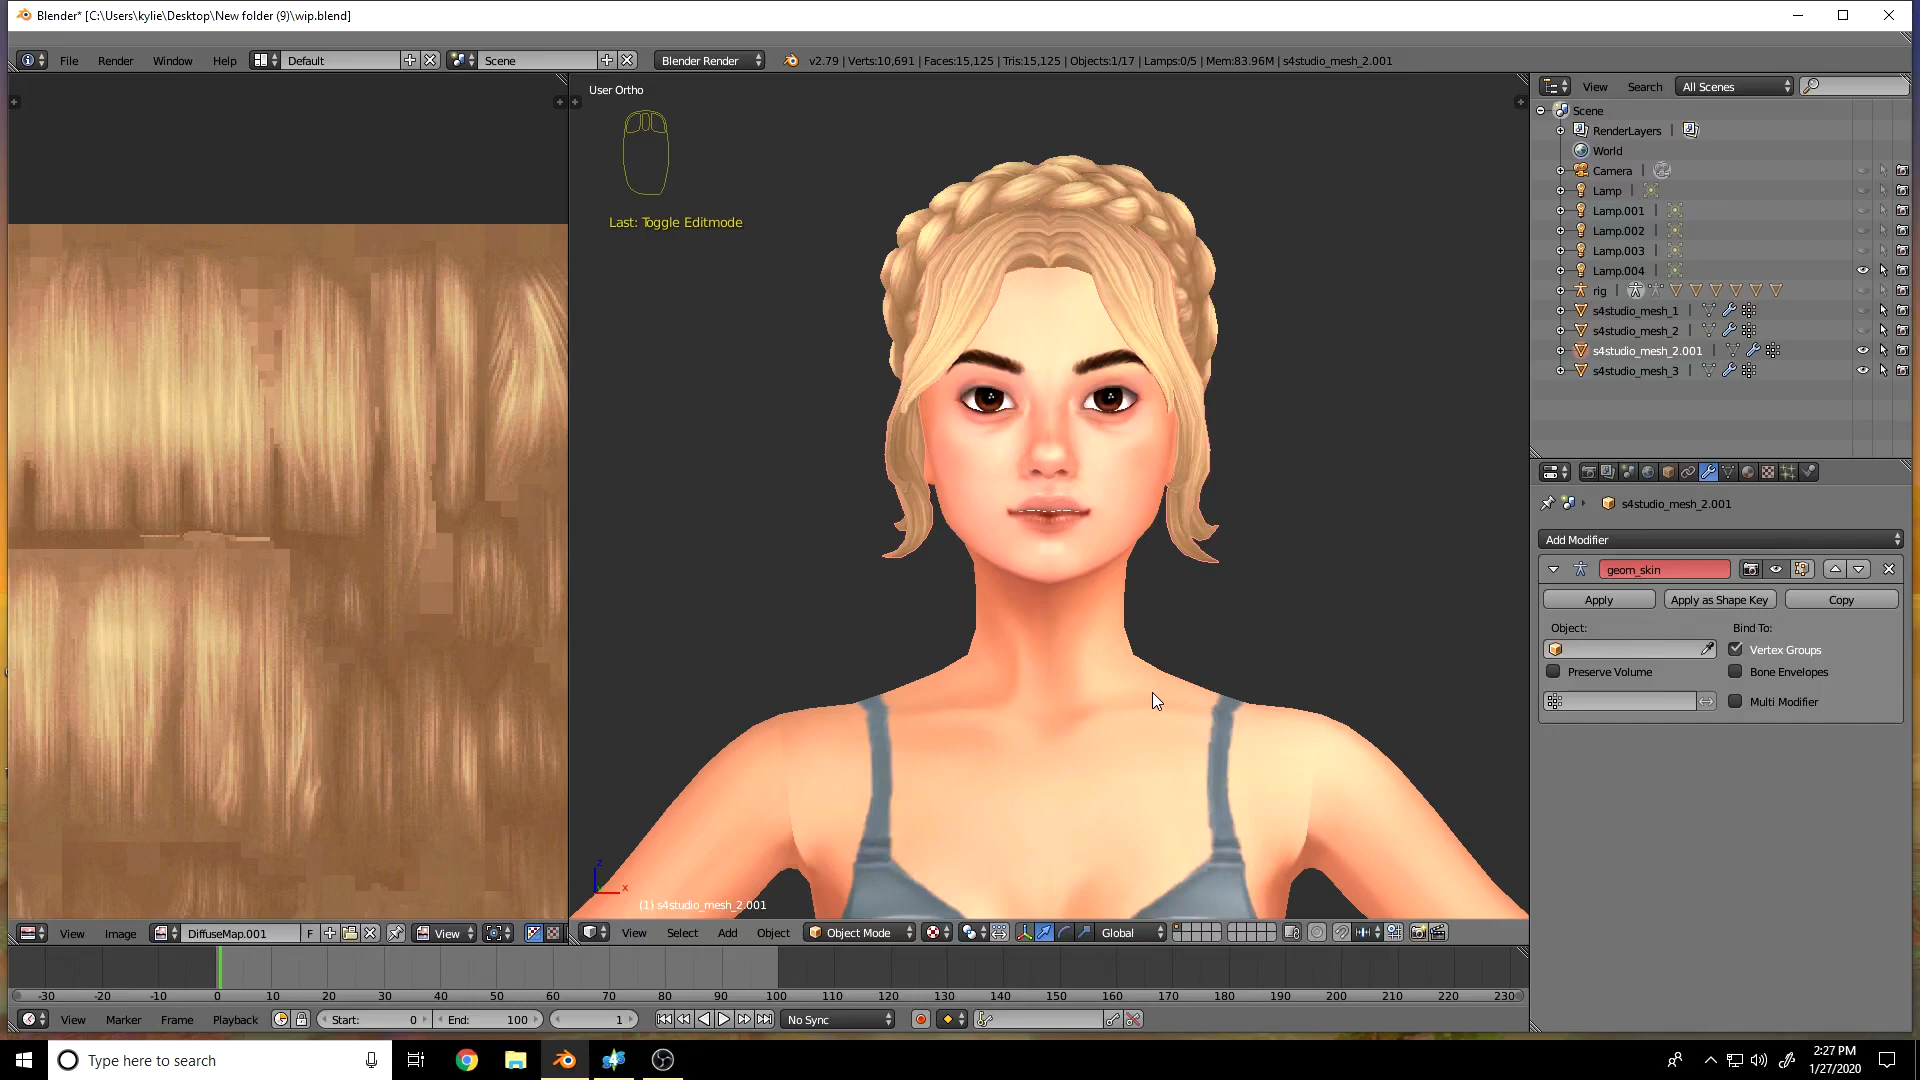 Blender* [C:\Users\kylie\Desktop\New folder (9)\wip.blend]
File Render Window Help Default Scene Blender Render v2.79 | Verts:10,691 | Faces:15,125 | Tris:15,125 | Objects:1/17 | Lamps:0/5 | Mem:83.96M | s4studio_mesh_2.001
User Ortho
Last: Toggle Editmode
z
x
(1) s4studio_mesh_2.001
View Search All Scenes
Scene
RenderLayers
World
Camera
Lamp
Lamp.001
Lamp.002
Lamp.003
Lamp.004
rig
s4studio_mesh_1
s4studio_mesh_2
s4studio_mesh_2.001
s4studio_mesh_3
s4studio_mesh_2.001
Add Modifier
geom_skin
Apply Apply as Shape Key Copy
Object: Bind To:
Vertex Groups
Preserve Volume Bone Envelopes
Multi Modifier
View Image DiffuseMap.001 F View
View Select Add Object Object Mode Global
-30 -20 -10 0 10 20 30 40 50 60 70 80 90 100 110 120 130 140 150 160 170 180 190 200 210 220 230
View Marker Frame Playback Start: 0 End: 100 1 No Sync
Type here to search
2:27 PM
1/27/2020